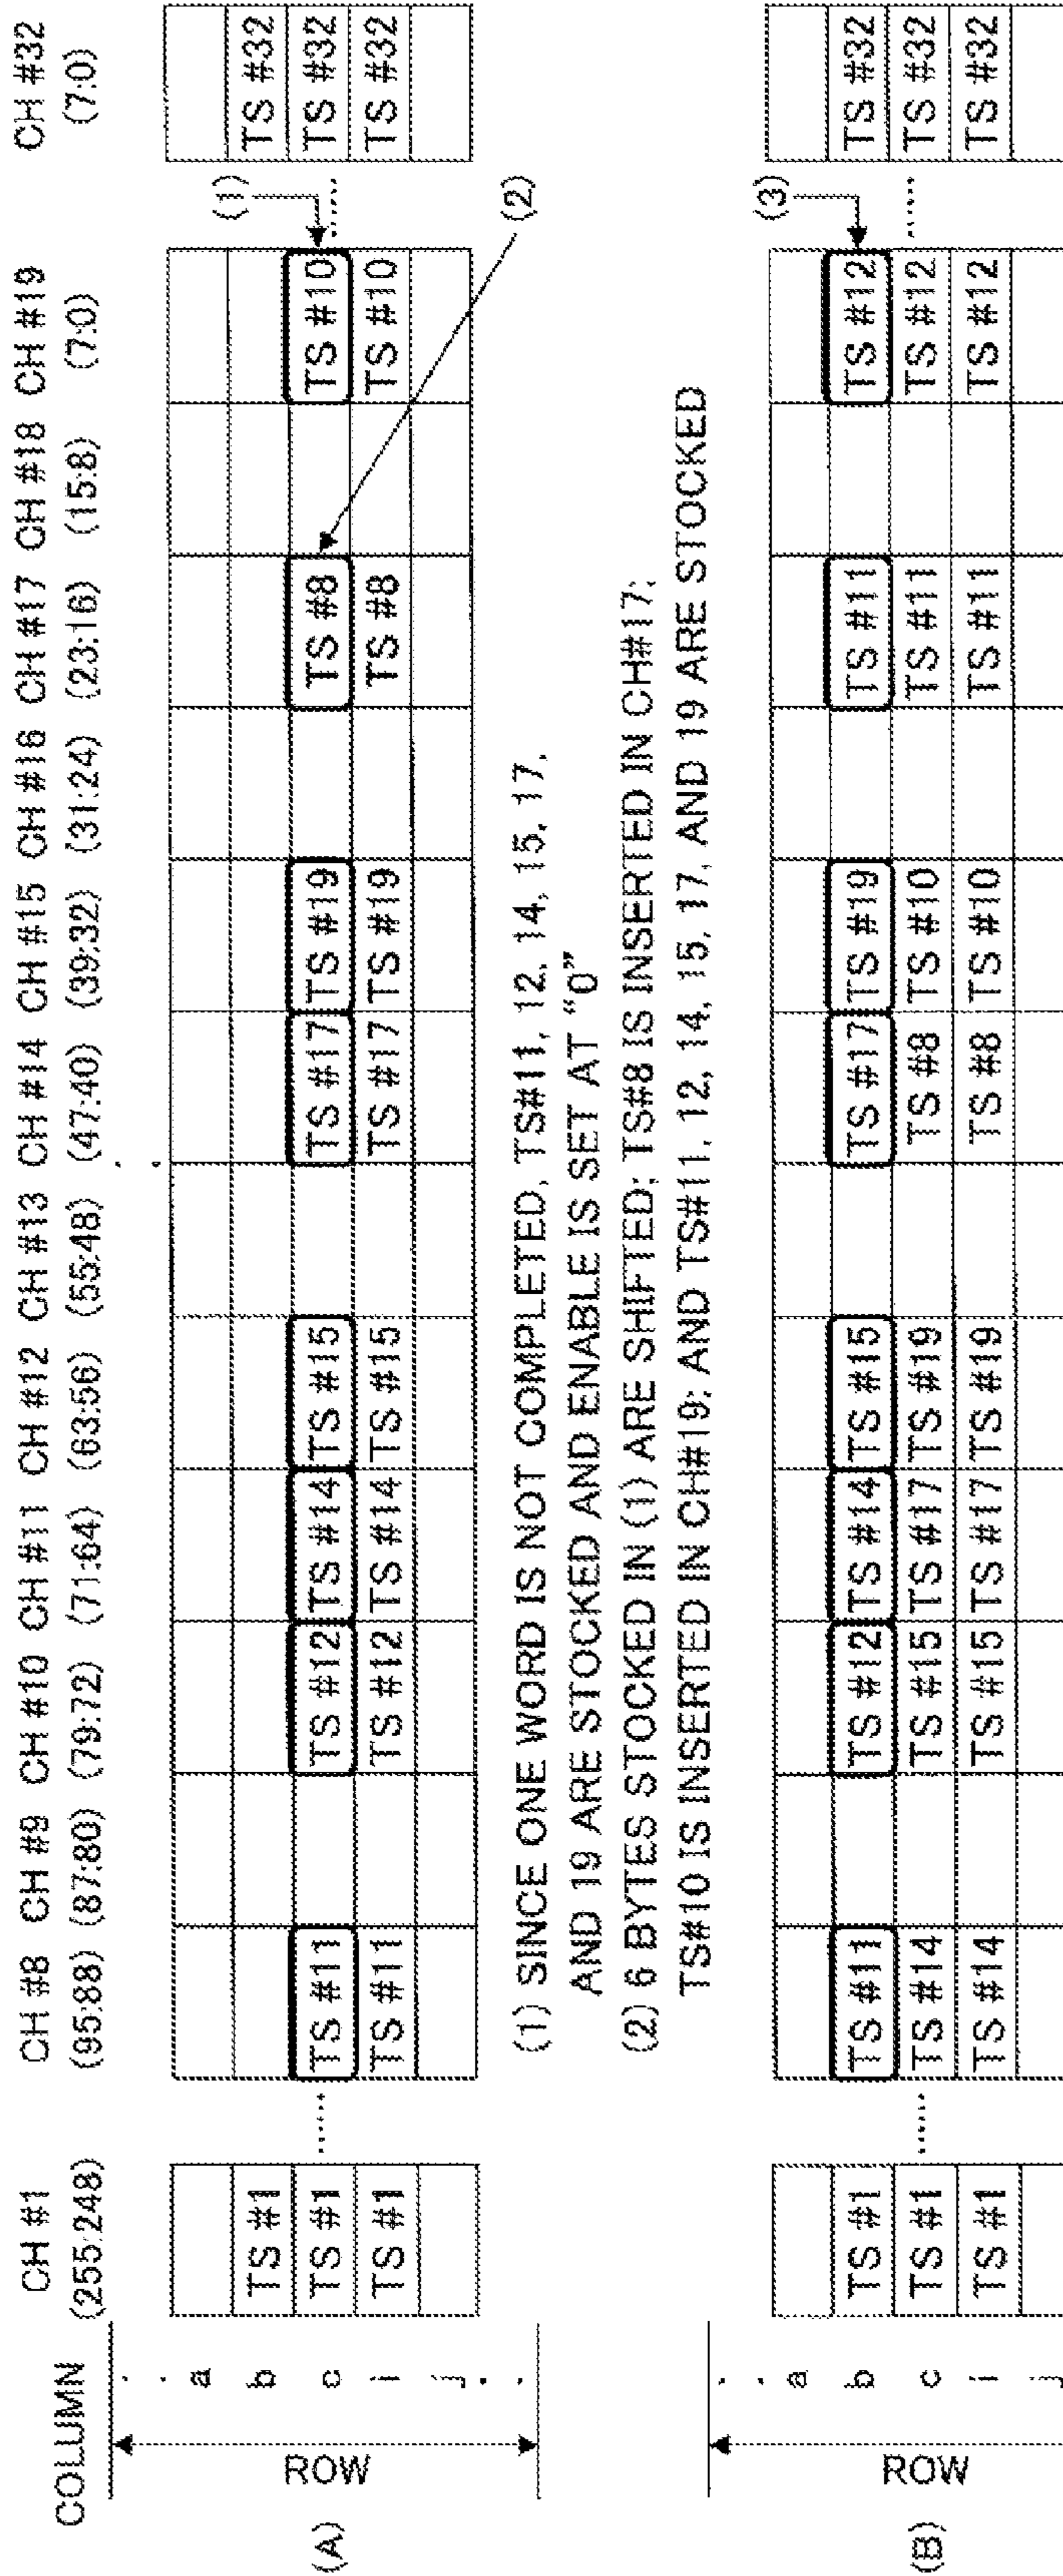 COLUMN CH #1 CH #8 CH #9 CH #10 CH #11 CH #12 CH #13 CH #14 CH #15 CH #16 CH #17 CH #18 CH #19 CH #32
(255:248) (95:88) (87:80) (79:72) (71:64) (63:56) (55:48) (47:40) (39:32) (31:24) (23:16) (15:8) (7:0) (7:0)
(A)
ROW
(1)
a
b TS #1 TS #32
c TS #1 ..... TS #11 TS #12 TS #14 TS #15 TS #17 TS #19 TS #8 TS #10 ..... TS #32
i TS #1 TS #11 TS #12 TS #14 TS #15 TS #17 TS #19 TS #8 TS #10 TS #32
j
(2)
(1) SINCE ONE WORD IS NOT COMPLETED, TS#11, 12, 14, 15, 17,
AND 19 ARE STOCKED AND ENABLE IS SET AT "0"
(2) 6 BYTES STOCKED IN (1) ARE SHIFTED; TS#8 IS INSERTED IN CH#17;
TS#10 IS INSERTED IN CH#19; AND TS#11, 12, 14, 15, 17, AND 19 ARE STOCKED
(B)
ROW
(3)
a
b TS #1 TS #11 TS #12 TS #14 TS #15 TS #17 TS #19 TS #11 TS #12 TS #32
c TS #1 ..... TS #14 TS #15 TS #17 TS #19 TS #8 TS #10 TS #11 TS #12 ..... TS #32
i TS #1 TS #14 TS #15 TS #17 TS #19 TS #8 TS #10 TS #11 TS #12 TS #32
j